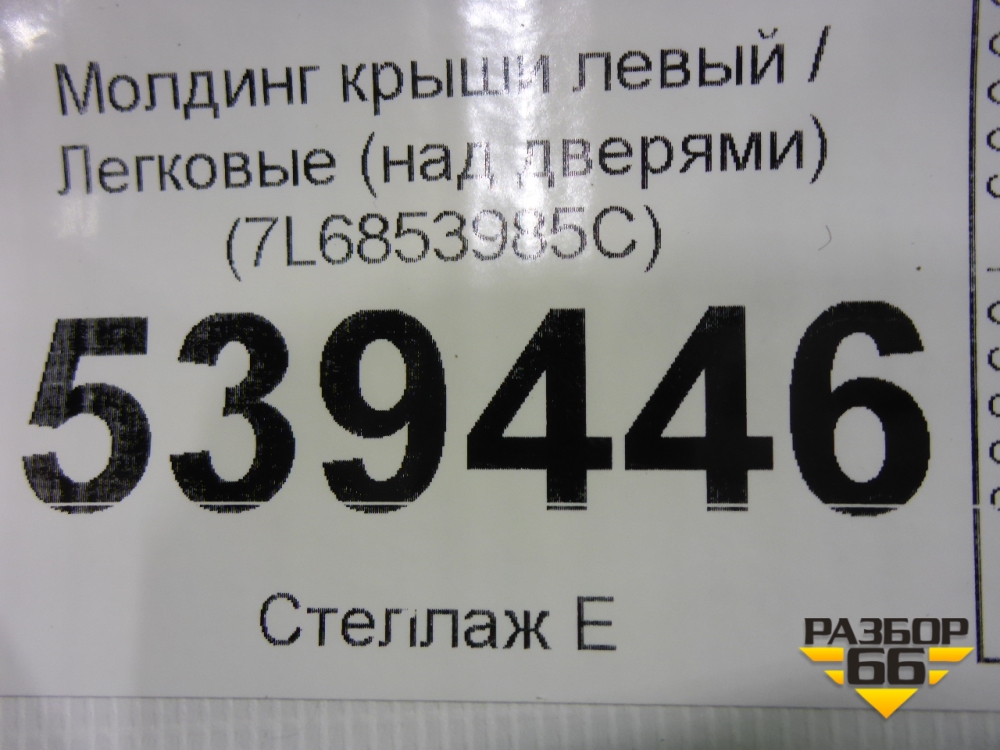 Молдинг крыши левый /
Легковые (над дверями)
(7L6853985C)
539446
Стеллаж Е
РАЗБОР
66